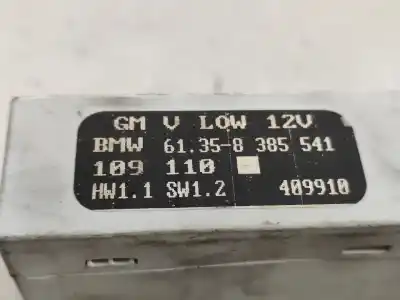 GM V LOW 12V
BMW 61.35-8 385 541
109 110
HW1.1 SW1.2 409910